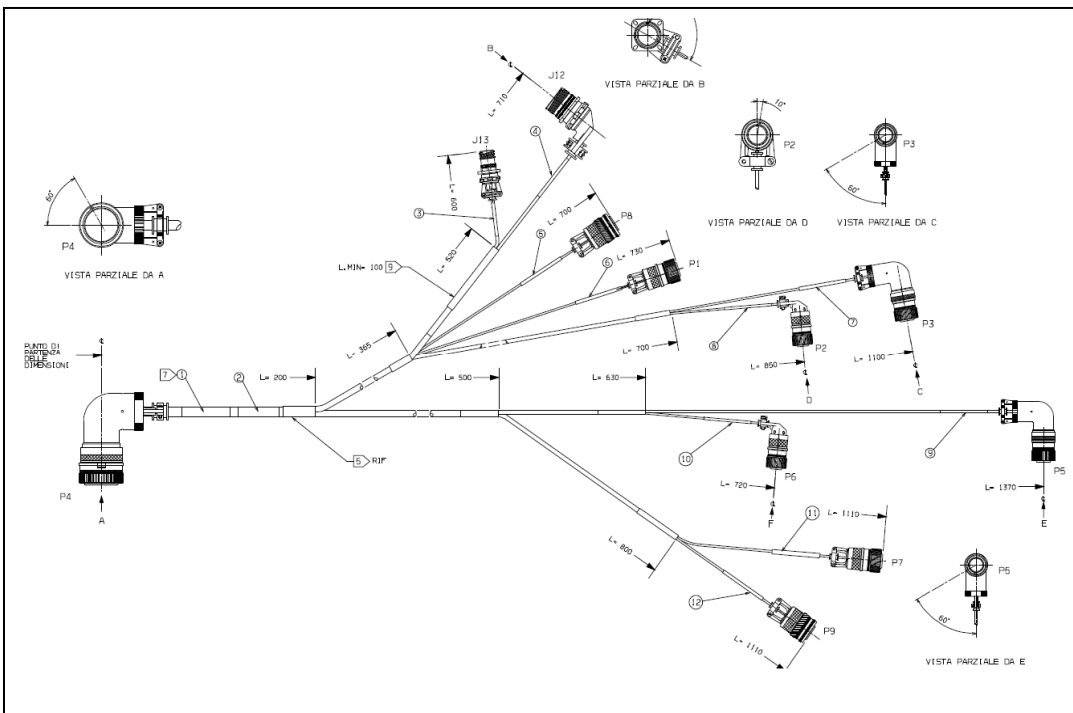 B
℄
J12
L= 710
VISTA PARZIALE DA B
10°
P2
VISTA PARZIALE DA D
P3
60°
VISTA PARZIALE DA C
60°
P4
VISTA PARZIALE DA A
J13
L= 600
3
4
L= 520
L.MIN= 100 9
6
L= 700
P8
6
L= 730
P1
L= 365
7
P3
8
P2
L= 700
L= 850
℄
D
L= 1100
℄
C
PUNTO DI
PARTENZA
DELLE
DIMENSIONI
℄
7 1
2
L= 200
L= 500
L= 630
5 RIF
P4
A
10
P6
L= 720
℄
F
9
P5
L= 1370
℄
E
11
L= 1110
P7
L= 800
12
P9
L= 1110
P5
60°
VISTA PARZIALE DA E